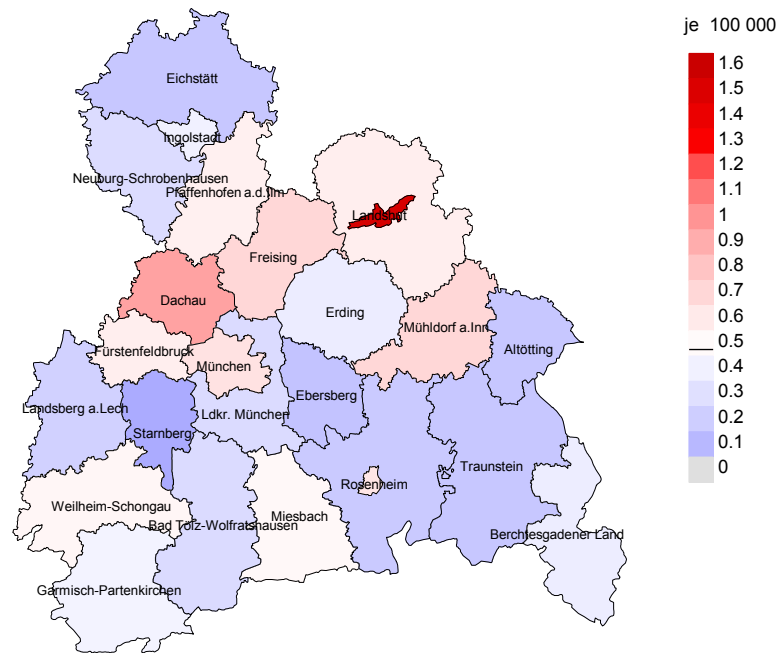 je 100 000
1.6
1.5
1.4
1.3
1.2
1.1
1
0.9
0.8
0.7
0.6
0.5
0.4
0.3
0.2
0.1
0
Eichstätt
Ingolstadt
Neuburg-Schrobenhausen
Pfaffenhofen a.d.Ilm
Landshut
Freising
Dachau
Erding
Mühldorf a.Inn
Altötting
Fürstenfeldbruck
München
Ebersberg
Landsberg a.Lech
Ldkr. München
Starnberg
Traunstein
Rosenheim
Weilheim-Schongau
Miesbach
Bad Tölz-Wolfratshausen
Berchtesgadener Land
Garmisch-Partenkirchen